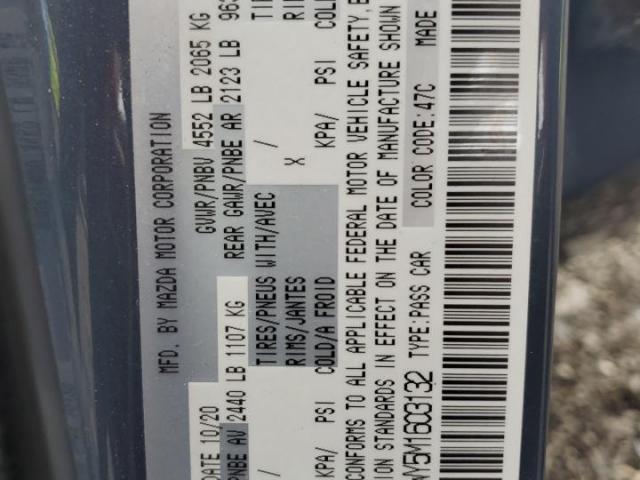 MFD. BY MAZDA MOTOR CORPORATION
DATE 10/20 GVWR/PNBV 4552 LB 2065 KG
PNBE AV 2440 LB 1107 KG REAR GAWR/PNBE AR 2123 LB
/ TIRES/PNEUS WITH/AVEC /
RIMS/JANTES X
KPA/ PSI COLD/A FROID KPA/ PSI
CONFORMS TO ALL APPLICABLE FEDERAL MOTOR VEHICLE SAFETY,
STANDARDS IN EFFECT ON THE DATE OF MANUFACTURE SHOWN
5M1603132 TYPE: PASS CAR COLOR CODE: 47C MADE